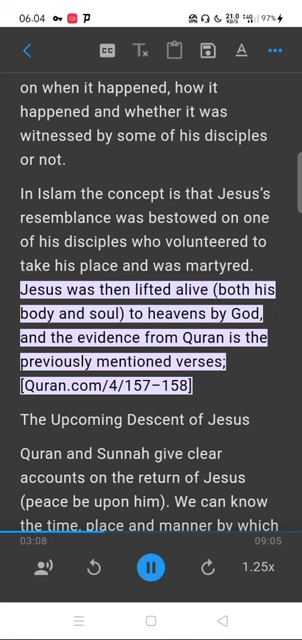 06.04
21.0
KB/S
97%
CC
T
A
on when it happened, how it
happened and whether it was
witnessed by some of his disciples
or not.
In Islam the concept is that Jesus’s
resemblance was bestowed on one
of his disciples who volunteered to
take his place and was martyred.
Jesus was then lifted alive (both his
body and soul) to heavens by God,
and the evidence from Quran is the
previously mentioned verses;
[Quran.com/4/157–158]
The Upcoming Descent of Jesus
Quran and Sunnah give clear
accounts on the return of Jesus
(peace be upon him). We can know
the time, place and manner by which
03:08
09:05
1.25x